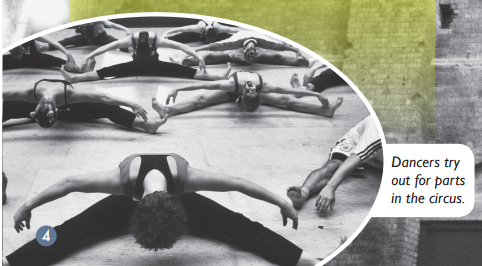 Dancers try
out for parts
in the circus.
4